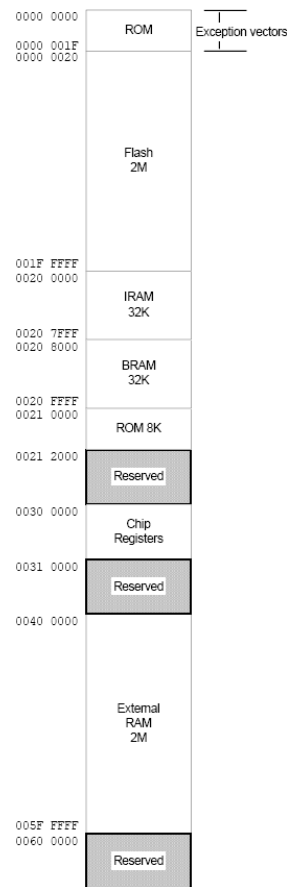 0000 0000
ROM
Exception vectors
0000 001F
0000 0020
Flash
2M
001F FFFF
0020 0000
IRAM
32K
0020 7FFF
0020 8000
BRAM
32K
0020 FFFF
0021 0000
ROM 8K
0021 2000
Reserved
0030 0000
Chip
Registers
0031 0000
Reserved
0040 0000
External
RAM
2M
005F FFFF
0060 0000
Reserved